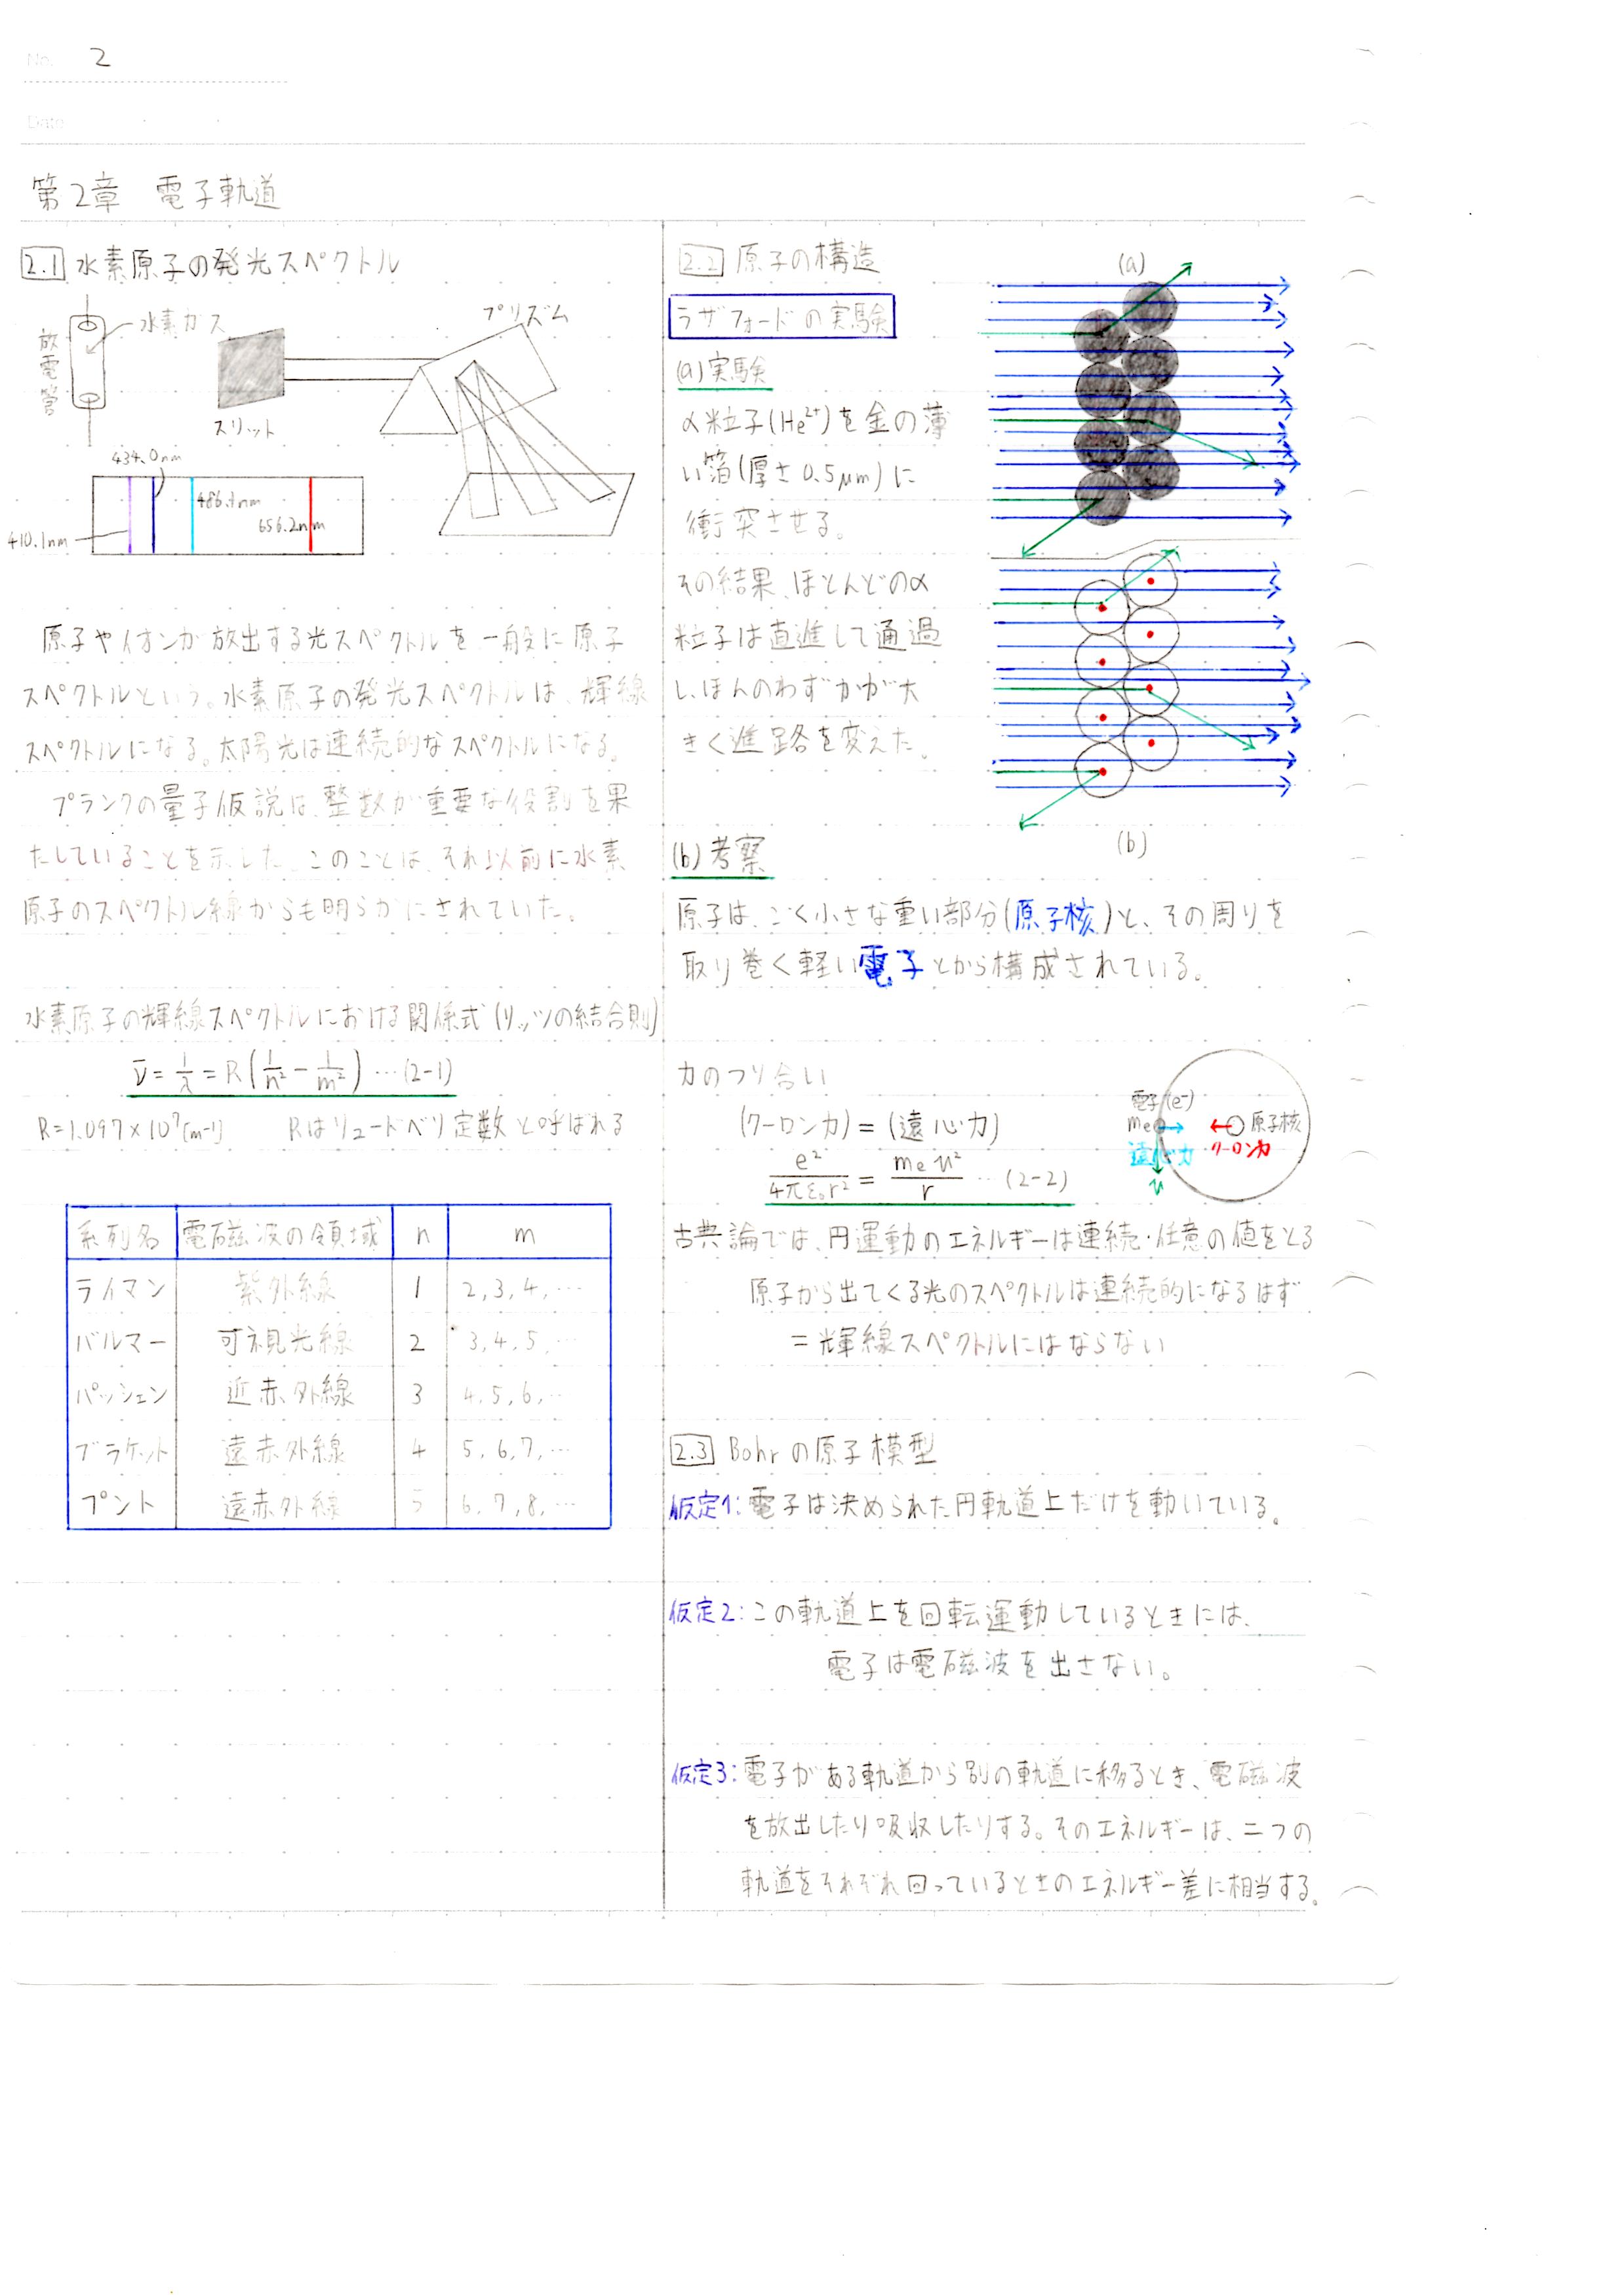 No. 2
Date
第2章 電子軌道
2.1 水素原子の発光スペクトル
放電管
水素ガス
スリット
プリズム
434.0nm
486.1nm
656.2nm
410.1nm
原子やイオンが放出する光スペクトルを一般に原子
スペクトルという。水素原子の発光スペクトルは、輝線
スペクトルになる。太陽光は連続的なスペクトルになる。
プランクの量子仮説は、整数が重要な役割を果
たしていることを示した。このことは、それ以前に水素
原子のスペクトル線からも明らかにされていた。
水素原子の輝線スペクトルにおける関係式(リッツの結合則)
ν̄ = 1/λ = R(1/n² − 1/m²) …(2-1)
R=1.097×10⁷[m-1] Rはリュードベリ定数と呼ばれる
系列名 電磁波の領域 n m
ライマン 紫外線 1 2,3,4,…
バルマー 可視光線 2 3,4,5,…
パッシェン 近赤外線 3 4,5,6,…
ブラケット 遠赤外線 4 5,6,7,…
プント 遠赤外線 5 6,7,8,…
2.2 原子の構造
ラザフォードの実験
(a)実験
α粒子(He²⁺)を金の薄
い箔(厚さ0.5μm)に
衝突させる。
その結果、ほとんどのα
粒子は直進して通過
し、ほんのわずかが大
きく進路を変えた。
(a)
(b)
(b)考察
原子は、ごく小さな重い部分(原子核)と、その周りを
取り巻く軽い電子とから構成されている。
力のつり合い
(クーロン力)=(遠心力)
e²/4πε₀r² = meu²/r …(2-2)
電子(e⁻)
me
遠心力
u
原子核
クーロン力
古典論では、円運動のエネルギーは連続・任意の値をとる
原子から出てくる光のスペクトルは連続的になるはず
=輝線スペクトルにはならない
2.3 Bohrの原子模型
仮定1:電子は決められた円軌道上だけを動いている。
仮定2:この軌道上を回転運動しているときには、
電子は電磁波を出さない。
仮定3:電子がある軌道から別の軌道に移るとき、電磁波
を放出したり吸収したりする。そのエネルギーは、二つの
軌道をそれぞれ回っているときのエネルギー差に相当する。